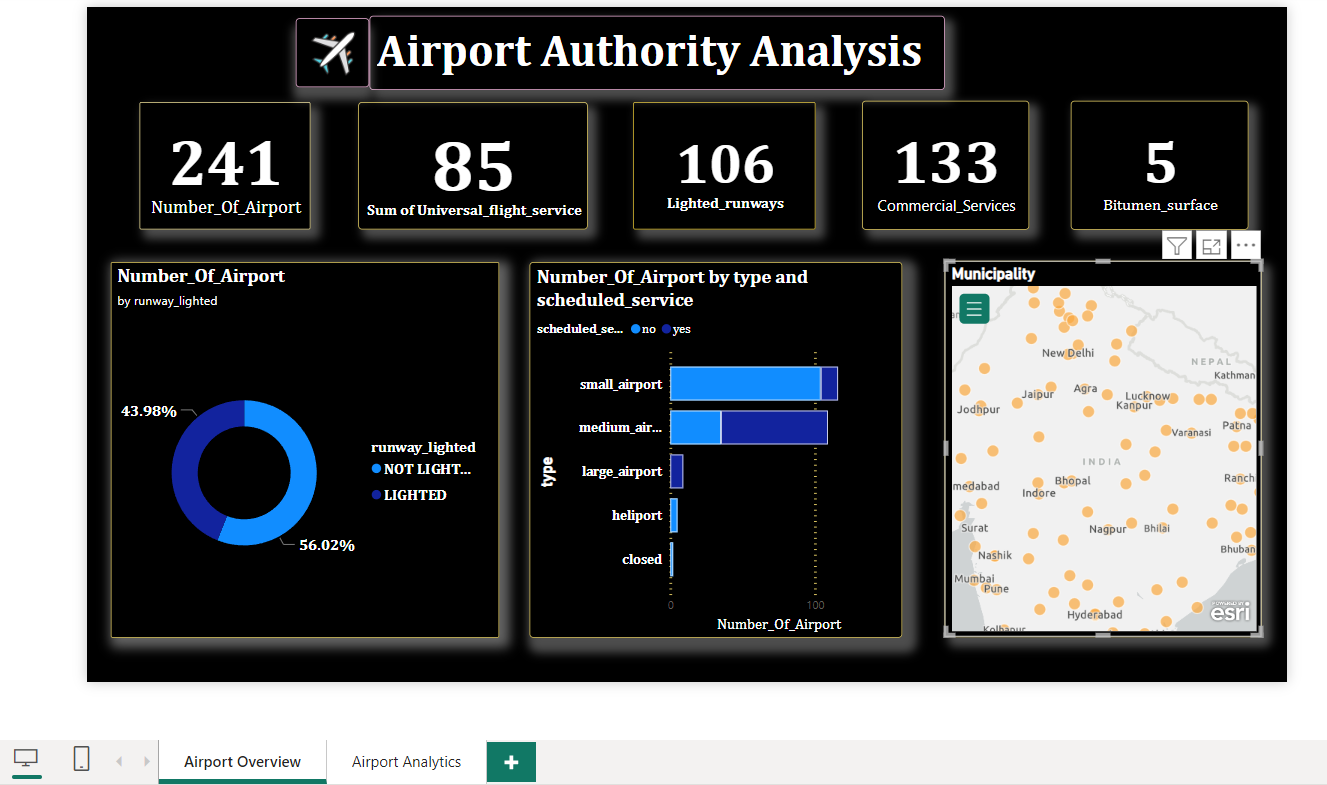 Airport Authority Analysis
241
Number_Of_Airport
85
Sum of Universal_flight_service
106
Lighted_runways
133
Commercial_Services
5
Bitumen_surface
Number_Of_Airport
by runway_lighted
43.98%
56.02%
runway_lighted
NOT LIGHT...
LIGHTED
Number_Of_Airport by type and
scheduled_service
scheduled_se... no yes
type
small_airport
medium_air...
large_airport
heliport
closed
0 100
Number_Of_Airport
Municipality
New Delhi
NEPAL
Kathman
Jaipur
Agra
Lucknow
Jodhpur
Kanpur
Varanasi
Patna
INDIA
medabad
Indore
Bhopal
Ranch
Surat
Nagpur
Bhilai
Nashik
Bhuban
Mumbai
Pune
Hyderabad
Kolhapur
POWERED BY
esri
Airport Overview
Airport Analytics